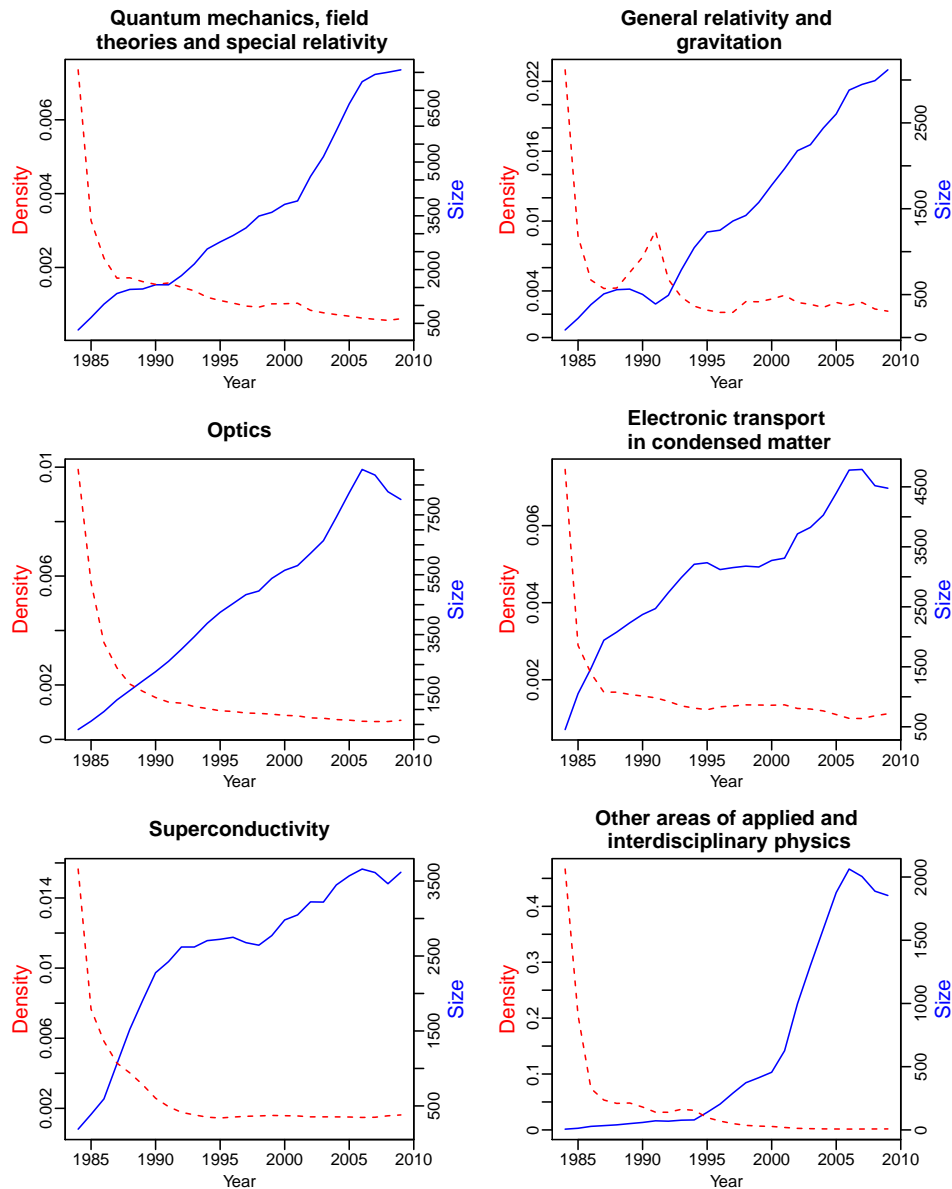 Quantum mechanics, field
theories and special relativity
Density
0.002 0.004 0.006
500 1700 2600 3500 4400 5000 6500
Size
1985 1990 1995 2000 2005 2010
Year
General relativity and
gravitation
Density
0 0.004 0.01 0.016 0.022
0 500 1500 2500
Size
1985 1990 1995 2000 2005 2010
Year
Optics
Density
0 0.002 0.006 0.01
0 500 1500 2500 3500 4500 5500 7500
Size
1985 1990 1995 2000 2005 2010
Year
Electronic transport
in condensed matter
Density
0.002 0.004 0.006
500 1500 2500 3500 4500
Size
1985 1990 1995 2000 2005 2010
Year
Superconductivity
Density
0.002 0.006 0.01 0.014
500 1500 2500 3500
Size
1985 1990 1995 2000 2005 2010
Year
Other areas of applied and
interdisciplinary physics
Density
0 0.1 0.2 0.3 0.4
0 500 1000 1500 2000
Size
1985 1990 1995 2000 2005 2010
Year